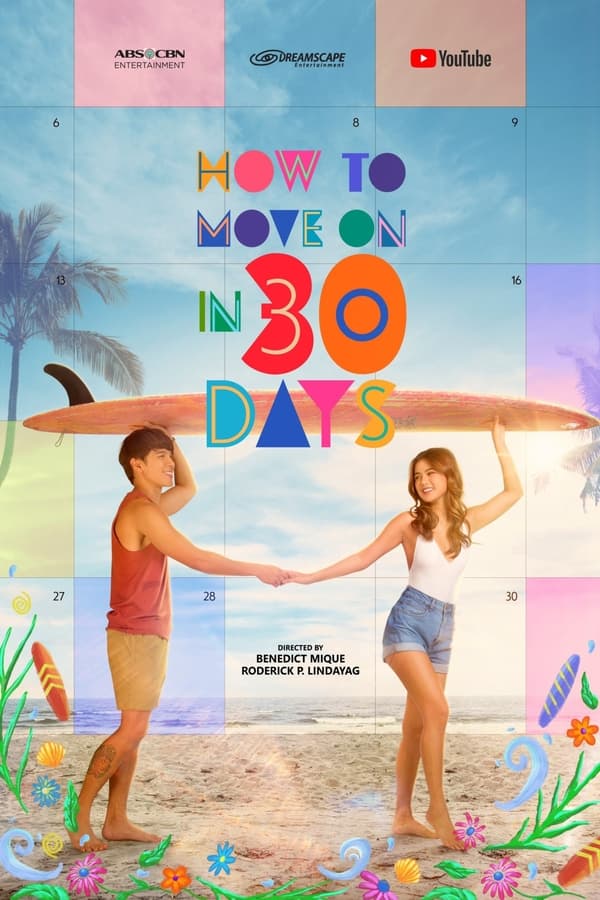 ABS CBN
ENTERTAINMENT
DREAMSCAPE
Entertainment
YouTube
6
8
9
HOW TO
MOVE ON
13
16
IN 30
DAYS
27
28
30
DIRECTED BY
BENEDICT MIQUE
RODERICK P. LINDAYAG